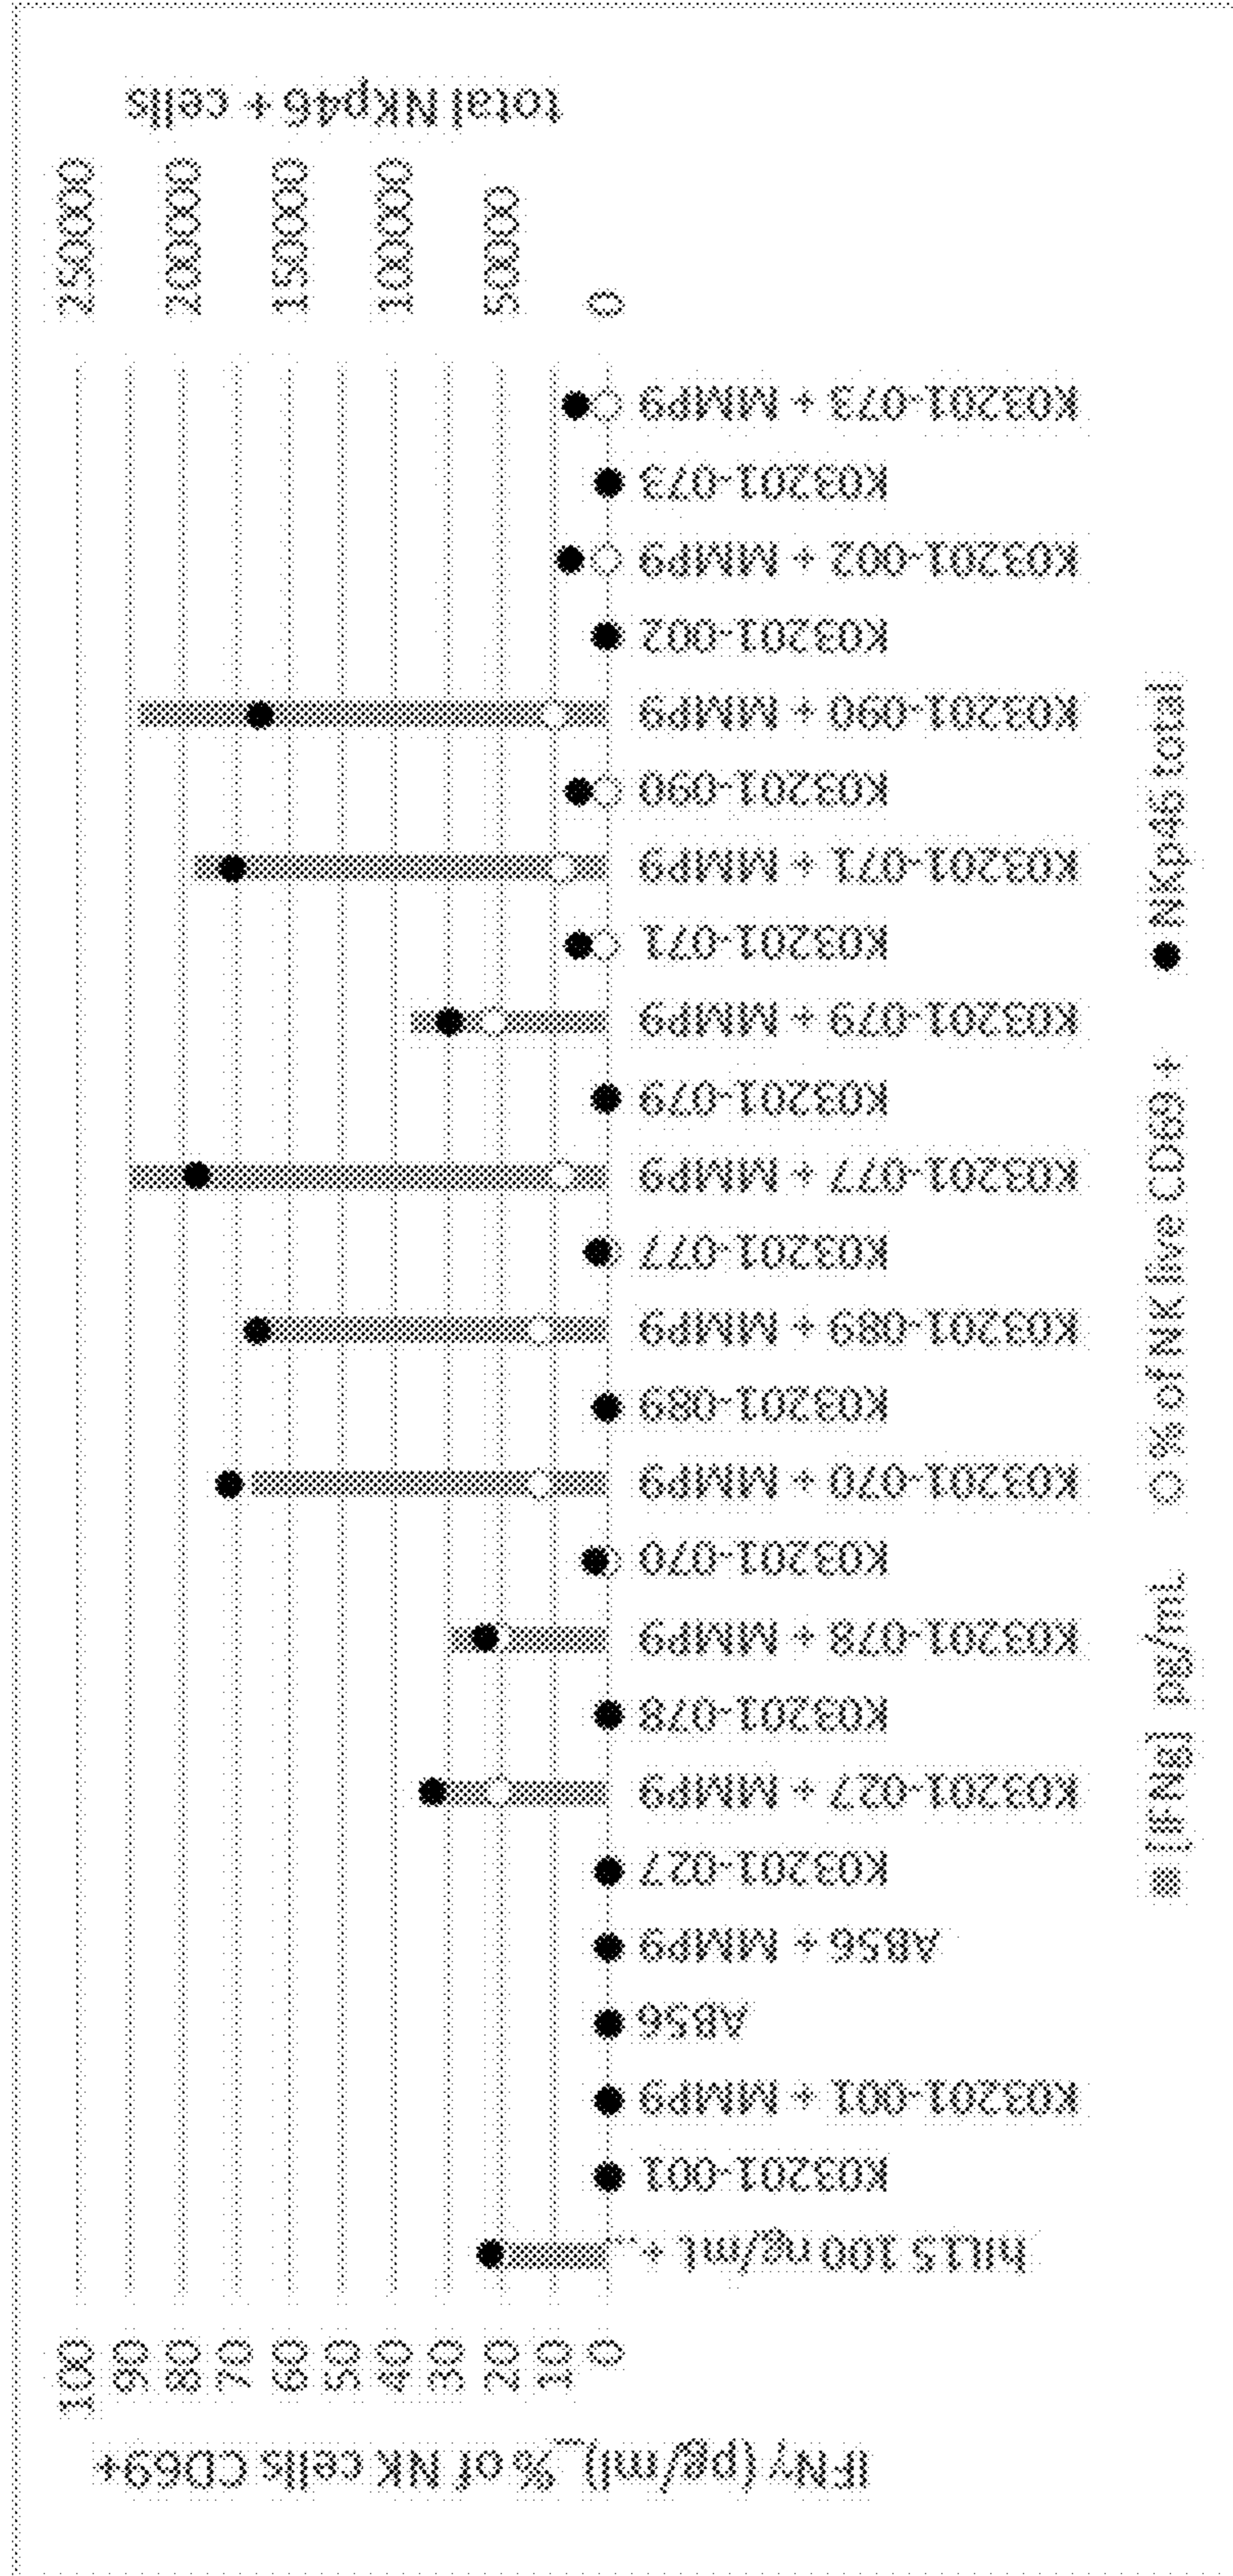 IFNγ (pg/ml)_ % of NK cells CD69+
100
90
80
70
60
50
40
30
20
10
0
hIL15 100 ng/mL +...
K03201-001
K03201-001 + MMP9
AB56
AB56 + MMP9
K03201-027
K03201-027 + MMP9
K03201-078
K03201-078 + MMP9
K03201-070
K03201-070 + MMP9
K03201-089
K03201-089 + MMP9
K03201-077
K03201-077 + MMP9
K03201-079
K03201-079 + MMP9
K03201-071
K03201-071 + MMP9
K03201-090
K03201-090 + MMP9
K03201-002
K03201-002 + MMP9
K03201-073
K03201-073 + MMP9
250000
200000
150000
100000
50000
0
total NKp46 + cells
[IFNg] pg/mL
% of NK live CD69 +
NKp46 total